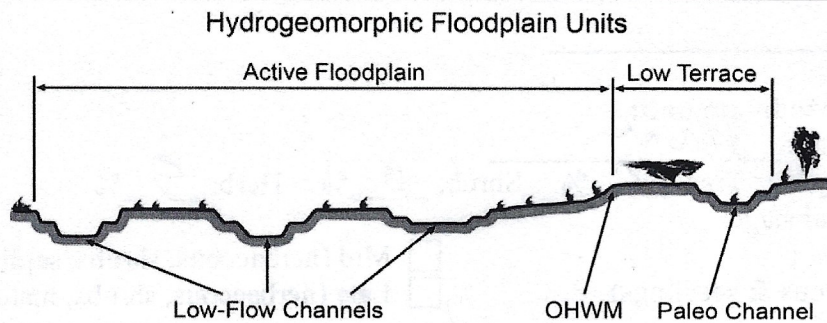 Hydrogeomorphic Floodplain Units
Active Floodplain
Low Terrace
Low-Flow Channels
OHWM
Paleo Channel